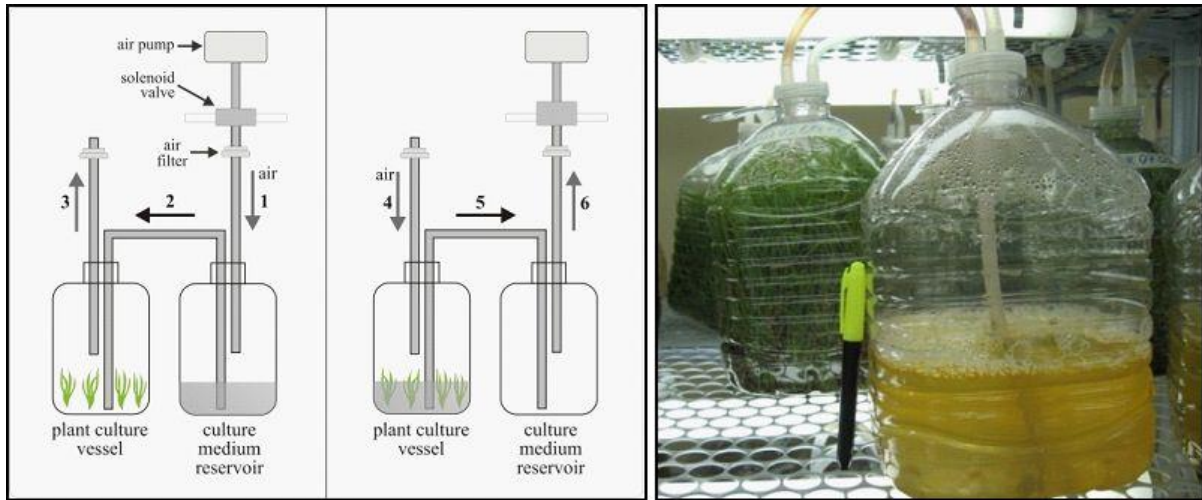 air pump
solenoid
valve
air
filter
air
1
2
3
plant culture
vessel
culture
medium
reservoir
air
4
5
6
plant culture
vessel
culture
medium
reservoir